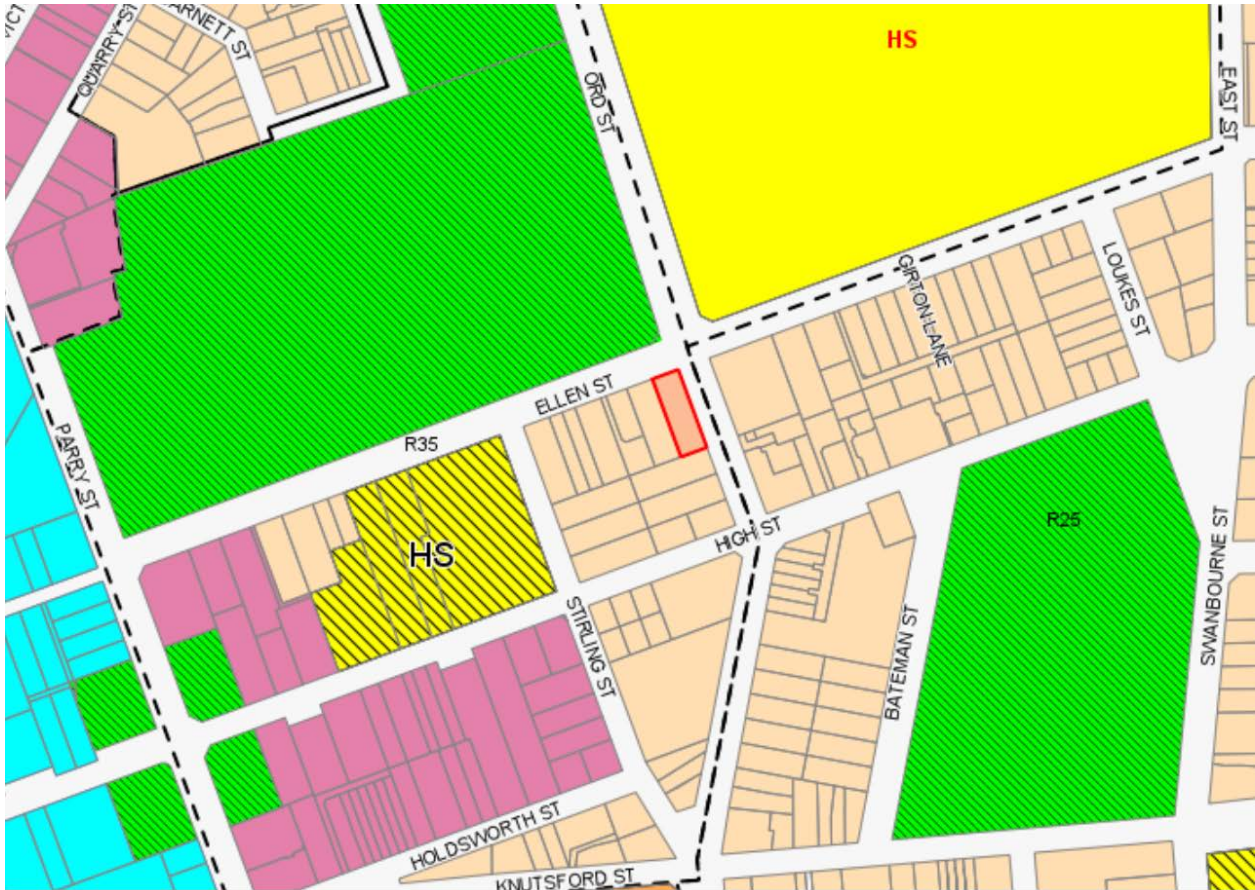 VICT
QUARRY ST
ARNETT ST
ORD ST
HS
EAST ST
GIRTON LANE
LOUKES ST
ELLEN ST
R35
PARRY ST
HS
HIGH ST
R25
SWANBOURNE ST
STIRLING ST
BATEMAN ST
HOLDSWORTH ST
KNUTSFORD ST